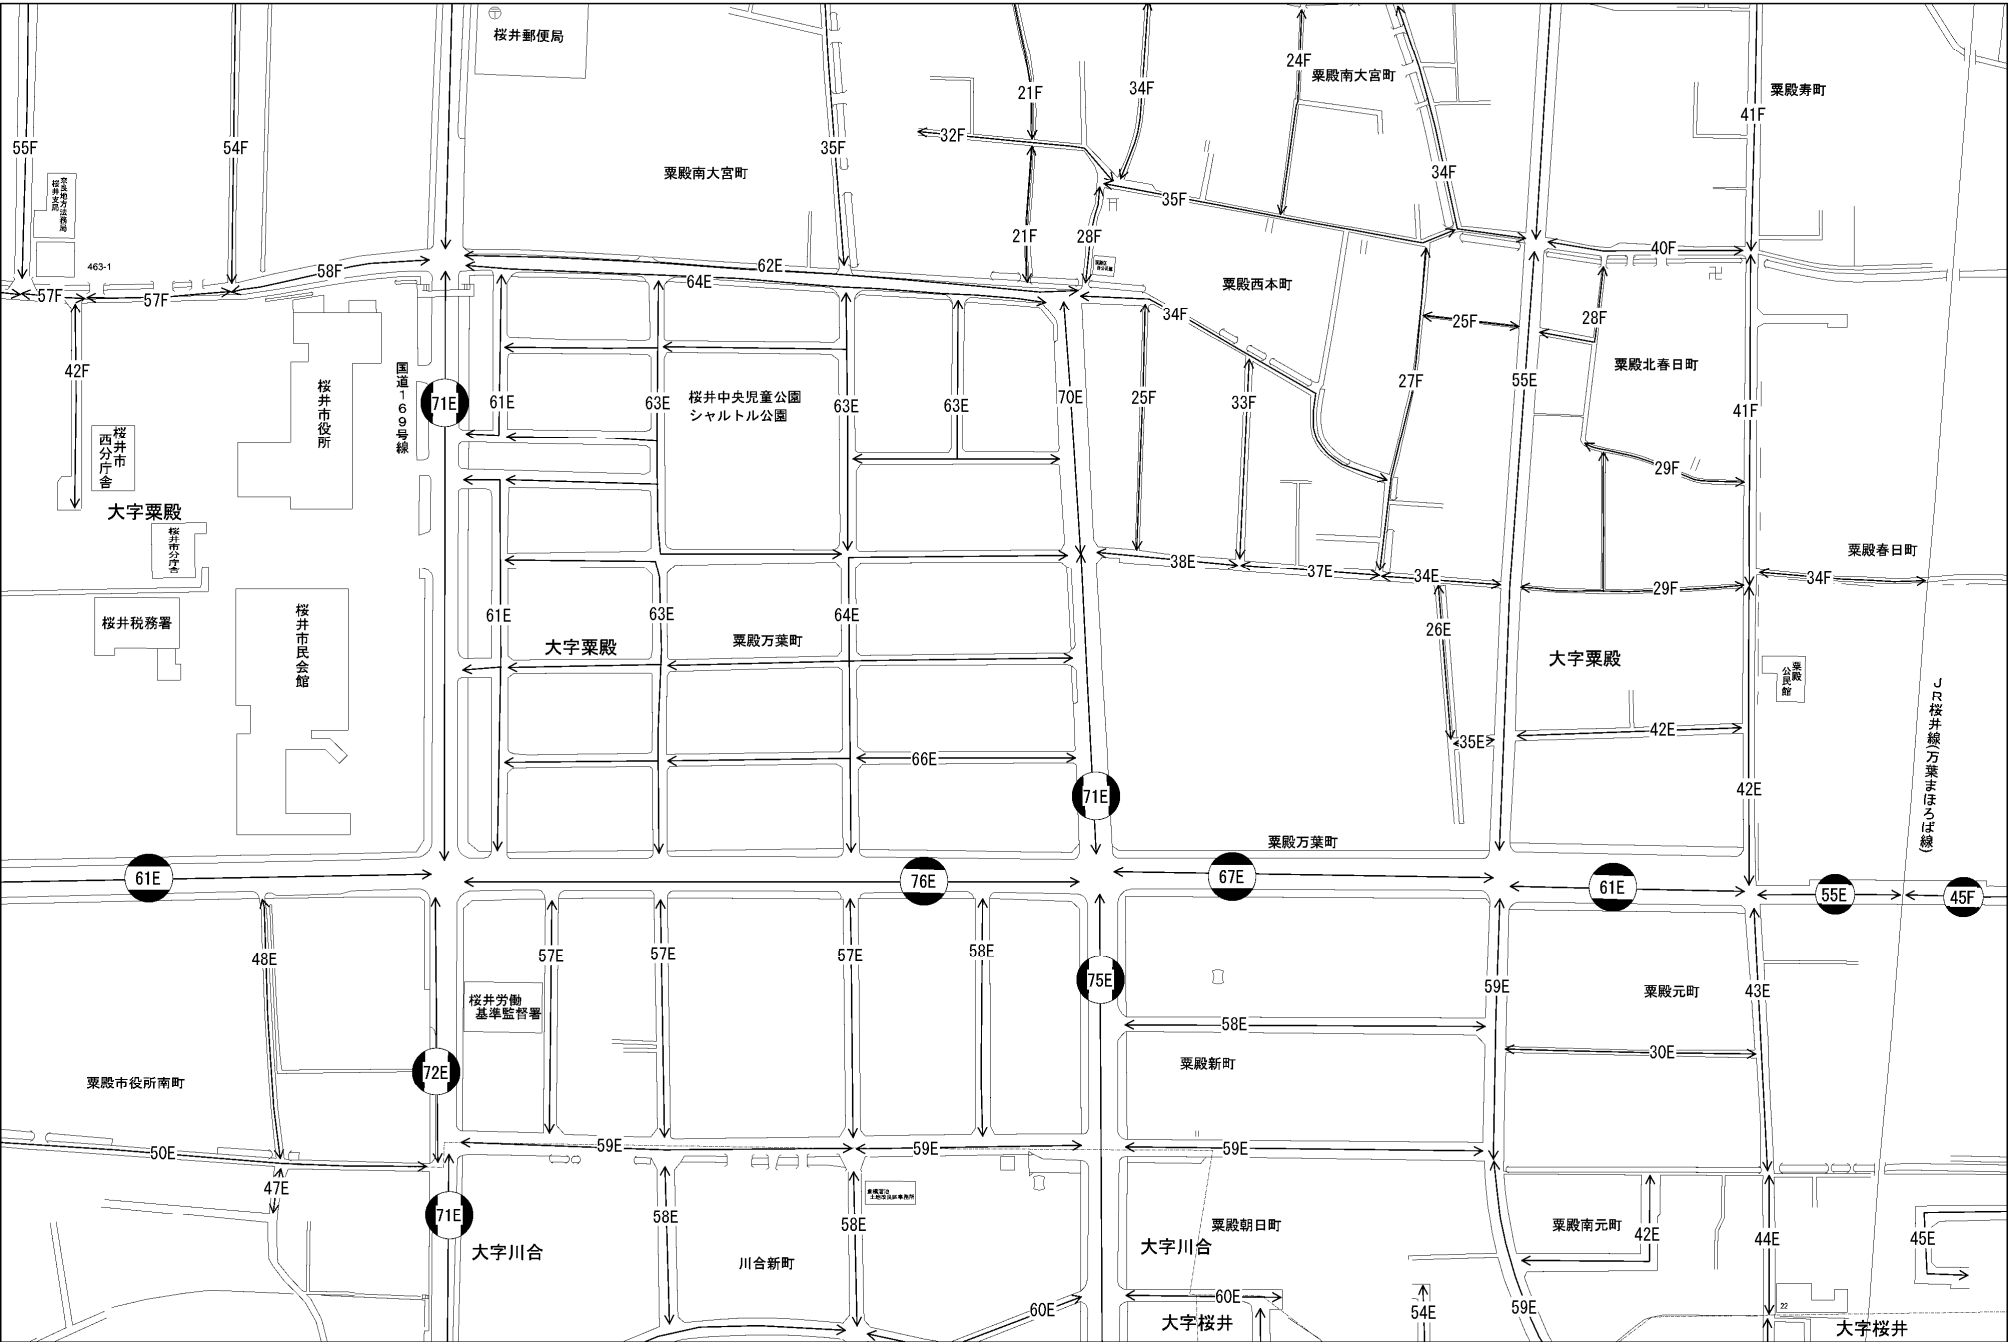 桜井郵便局
24F
粟殿南大宮町
21F
34F
粟殿寿町
41F
32F
55F
54F
35F
粟殿南大宮町
34F
奈良地方法務局
桜井支局
35F
21F
28F
40F
463-1
58F
62E
64E
57F
57F
粟殿西本町
34F
25F
28F
42F
国道169号線
桜井市役所
71E
61E
63E
桜井中央児童公園
シャルトル公園
63E
63E
70E
25F
33F
27F
55E
粟殿北春日町
41F
桜井市
西分庁舎
29F
大字粟殿
桜井市分庁舎
粟殿春日町
38E
37E
34E
29F
34F
桜井税務署
桜井市民会館
61E
63E
64E
26E
大字粟殿
粟殿万葉町
大字粟殿
粟殿
公民館
JR桜井線(万葉まほろば線)
66E
35E
42E
71E
42E
粟殿万葉町
61E
76E
67E
61E
55E
45F
48E
57E
57E
57E
58E
75E
59E
粟殿元町
43E
桜井労働
基準監督署
58E
30E
72E
粟殿新町
粟殿市役所南町
50E
59E
59E
59E
47E
71E
58E
58E
粟殿朝日町
粟殿南元町
42E
44E
45E
大字川合
川合新町
大字川合
60E
60E
54E
59E
22
大字桜井
大字桜井